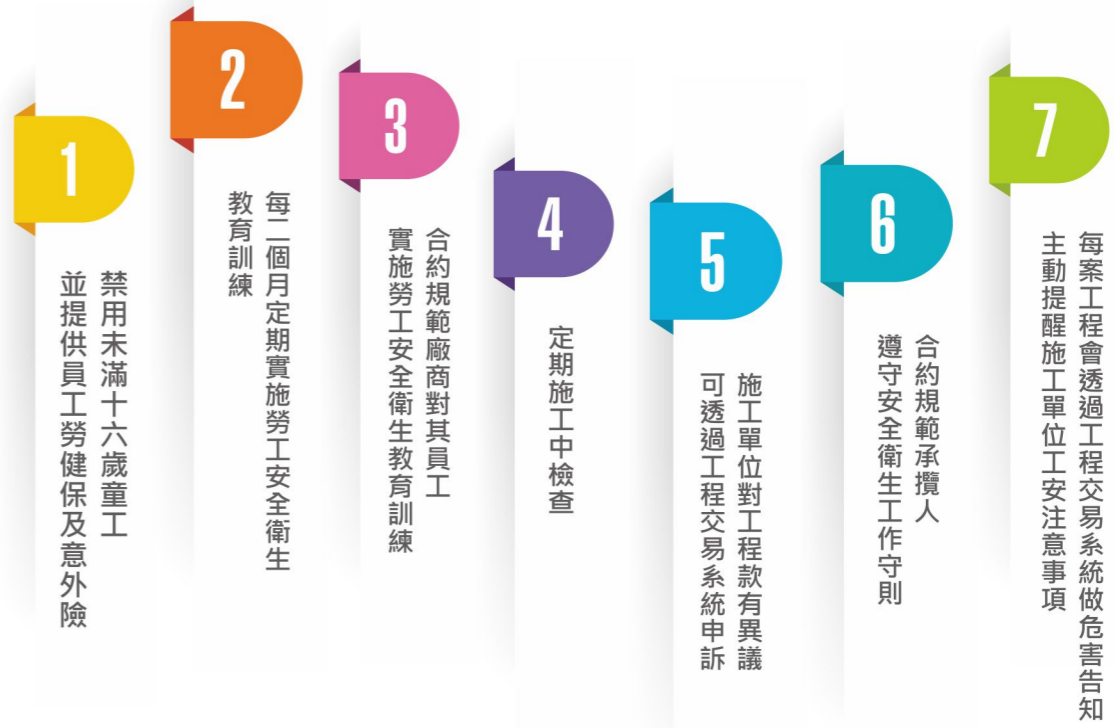 1
禁用未滿十六歲童工
並提供員工勞健保及意外險
2
每二個月定期實施勞工安全衛生
教育訓練
3
合約規範廠商對其員工
實施勞工安全衛生教育訓練
4
定期施工中檢查
5
施工單位對工程款有異議
可透過工程交易系統申訴
6
合約規範承攬人
遵守安全衛生工作守則
7
每案工程會透過工程交易系統做危害告知
主動提醒施工單位工安注意事項